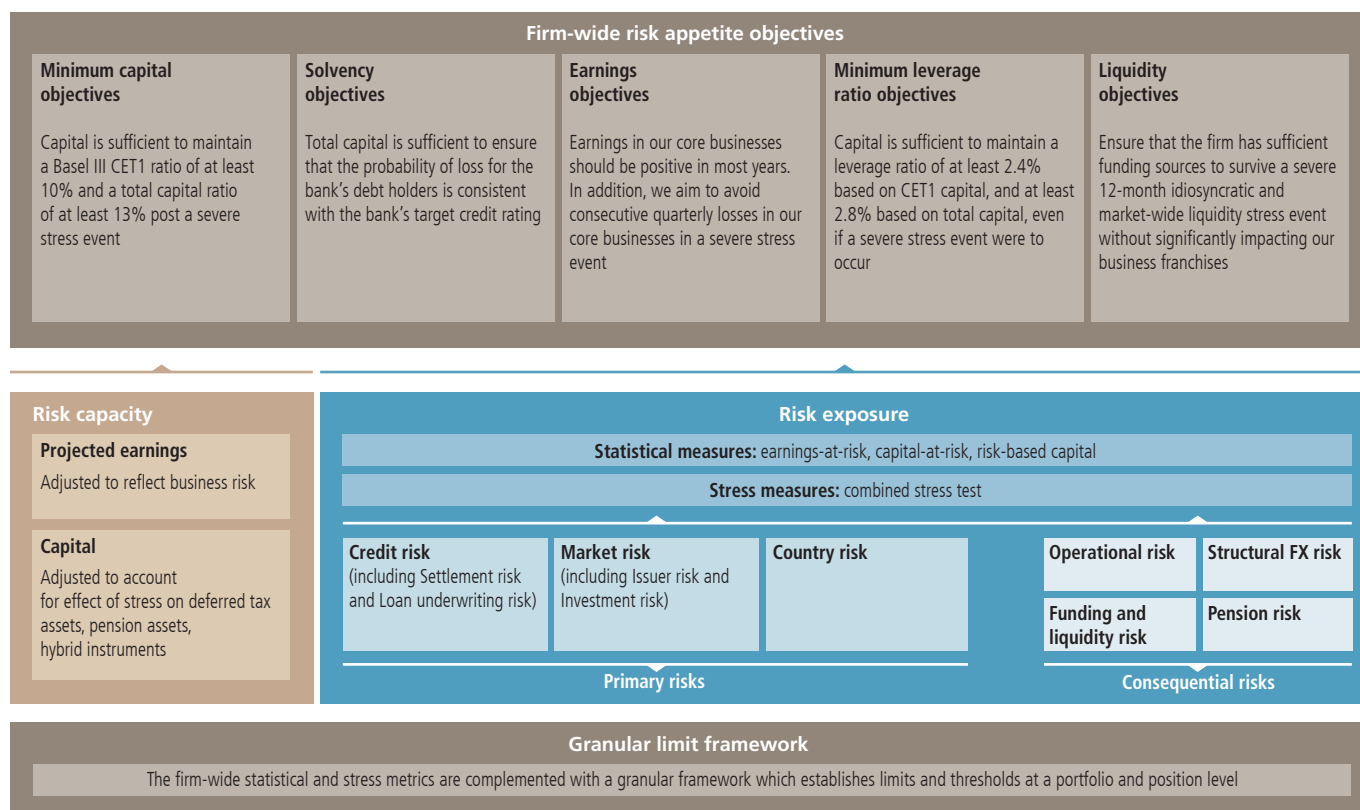 Firm-wide risk appetite objectives
Minimum capital
objectives
Capital is sufficient to maintain
a Basel III CET1 ratio of at least
10% and a total capital ratio
of at least 13% post a severe
stress event
Solvency
objectives
Total capital is sufficient to ensure
that the probability of loss for the
bank’s debt holders is consistent
with the bank’s target credit rating
Earnings
objectives
Earnings in our core businesses
should be positive in most years.
In addition, we aim to avoid
consecutive quarterly losses in our
core businesses in a severe stress
event
Minimum leverage
ratio objectives
Capital is sufficient to maintain a
leverage ratio of at least 2.4%
based on CET1 capital, and at least
2.8% based on total capital, even
if a severe stress event were to
occur
Liquidity
objectives
Ensure that the firm has sufficient
funding sources to survive a severe
12-month idiosyncratic and
market-wide liquidity stress event
without significantly impacting our
business franchises
Risk capacity
Projected earnings
Adjusted to reflect business risk
Capital
Adjusted to account
for effect of stress on deferred tax
assets, pension assets,
hybrid instruments
Risk exposure
Statistical measures: earnings-at-risk, capital-at-risk, risk-based capital
Stress measures: combined stress test
Credit risk
(including Settlement risk
and Loan underwriting risk)
Market risk
(including Issuer risk and
Investment risk)
Country risk
Primary risks
Operational risk
Structural FX risk
Funding and
liquidity risk
Pension risk
Consequential risks
Granular limit framework
The firm-wide statistical and stress metrics are complemented with a granular framework which establishes limits and thresholds at a portfolio and position level